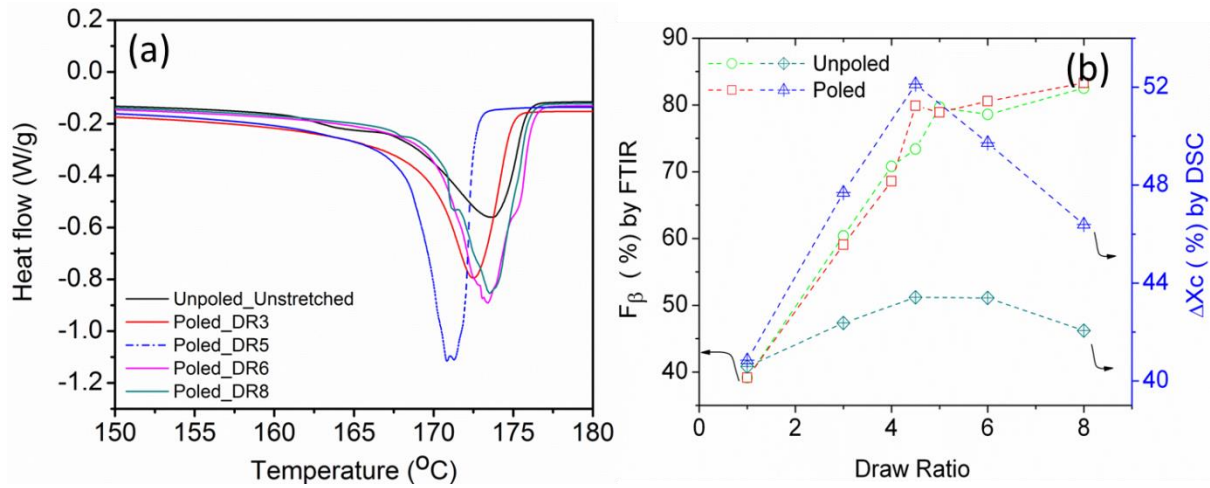 (a)
0.2
0.0
-0.2
-0.4
-0.6
-0.8
-1.0
-1.2
Heat flow (W/g)
Unpoled_Unstretched
Poled_DR3
Poled_DR5
Poled_DR6
Poled_DR8
150 155 160 165 170 175 180
Temperature (ºC)
(b)
90
80
70
60
50
40
Fβ ( %) by FTIR
Unpoled
Poled
52
48
44
40
ΔXc ( %) by DSC
0 2 4 6 8
Draw Ratio